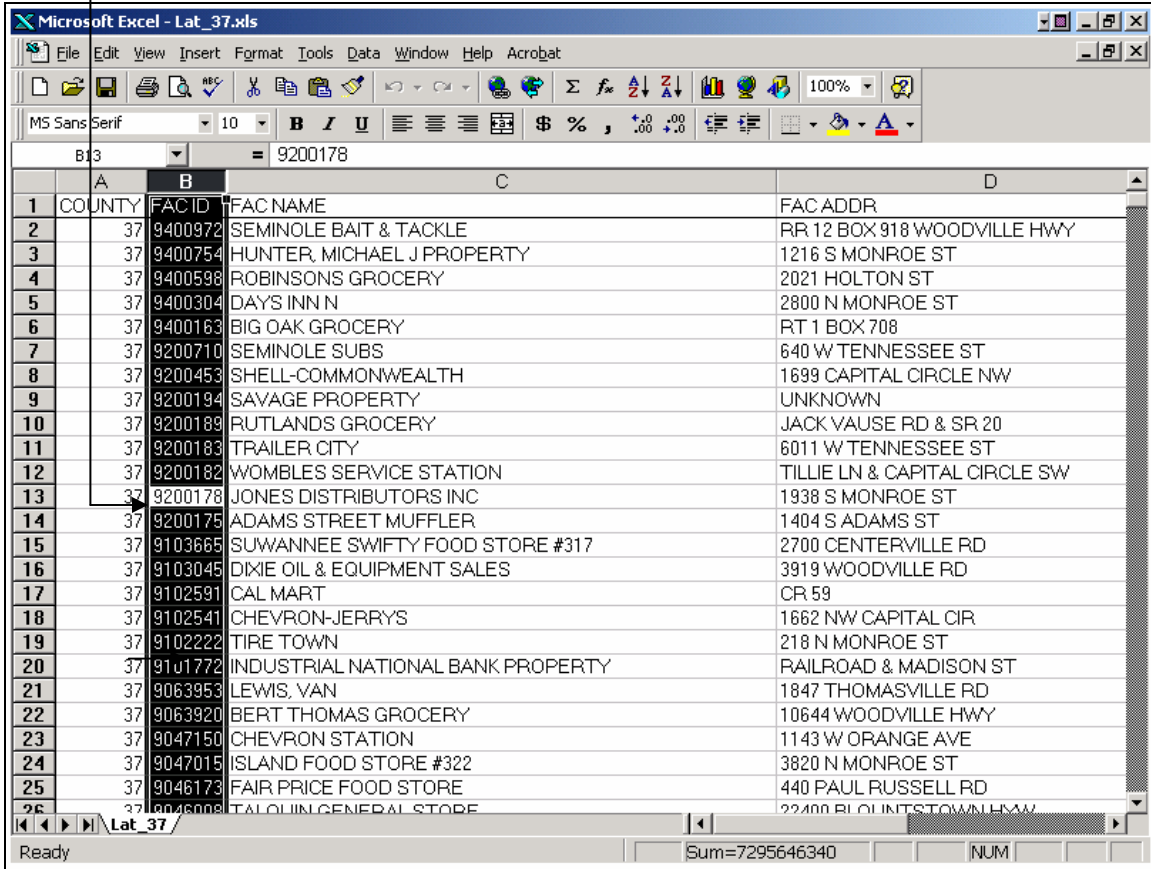 Microsoft Excel - Lat_37.xls
File Edit View Insert Format Tools Data Window Help Acrobat
100%
MS Sans Serif 10 B I U $ % ,
B13 = 9200178
A B C D
1 COUNTY FAC ID FAC NAME FAC ADDR
2 37 9400972 SEMINOLE BAIT & TACKLE RR 12 BOX 918 WOODVILLE HWY
3 37 9400754 HUNTER, MICHAEL J PROPERTY 1216 S MONROE ST
4 37 9400598 ROBINSONS GROCERY 2021 HOLTON ST
5 37 9400304 DAYS INN N 2800 N MONROE ST
6 37 9400163 BIG OAK GROCERY RT 1 BOX 708
7 37 9200710 SEMINOLE SUBS 640 W TENNESSEE ST
8 37 9200453 SHELL-COMMONWEALTH 1699 CAPITAL CIRCLE NW
9 37 9200194 SAVAGE PROPERTY UNKNOWN
10 37 9200189 RUTLANDS GROCERY JACK VAUSE RD & SR 20
11 37 9200183 TRAILER CITY 6011 W TENNESSEE ST
12 37 9200182 WOMBLES SERVICE STATION TILLIE LN & CAPITAL CIRCLE SW
13 37 9200178 JONES DISTRIBUTORS INC 1938 S MONROE ST
14 37 9200175 ADAMS STREET MUFFLER 1404 S ADAMS ST
15 37 9103665 SUWANNEE SWIFTY FOOD STORE #317 2700 CENTERVILLE RD
16 37 9103045 DIXIE OIL & EQUIPMENT SALES 3919 WOODVILLE RD
17 37 9102591 CAL MART CR 59
18 37 9102541 CHEVRON-JERRYS 1662 NW CAPITAL CIR
19 37 9102222 TIRE TOWN 218 N MONROE ST
20 37 9101772 INDUSTRIAL NATIONAL BANK PROPERTY RAILROAD & MADISON ST
21 37 9063953 LEWIS, VAN 1847 THOMASVILLE RD
22 37 9063920 BERT THOMAS GROCERY 10644 WOODVILLE HWY
23 37 9047150 CHEVRON STATION 1143 W ORANGE AVE
24 37 9047015 ISLAND FOOD STORE #322 3820 N MONROE ST
25 37 9046173 FAIR PRICE FOOD STORE 440 PAUL RUSSELL RD
26 37 9046008 TALQUIN GENERAL STORE 22400 BLOUNTSTOWN HYW
Lat_37
Ready Sum=7295646340 NUM